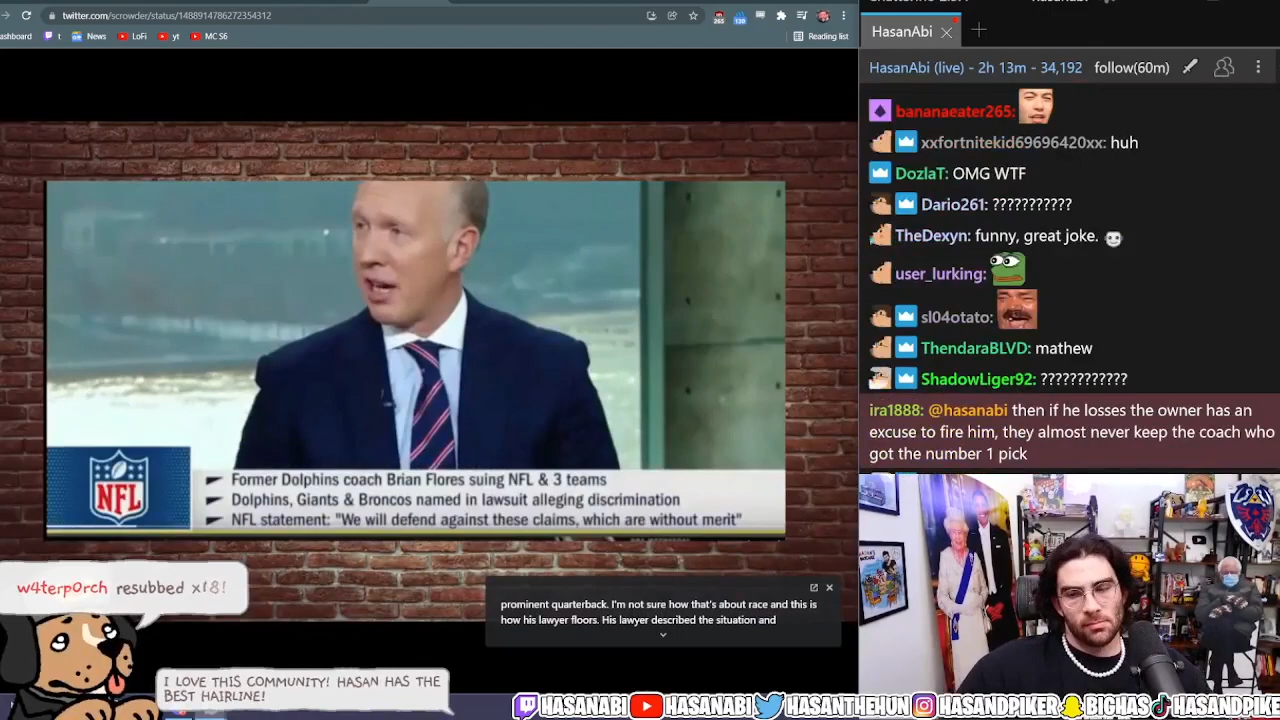 twitter.com/scrowder/status/1488914786272354312
265
ashboard
t
News
LoFi
yt
MC S6
Reading list
HasanAbi
HasanAbi (live) - 2h 13m - 34,192
follow(60m)
bananaeater265:
xxfortnitekid69696420xx: huh
DozlaT: OMG WTF
Dario261: ???????????
TheDexyn: funny, great joke.
user_lurking:
sl04otato:
ThendaraBLVD: mathew
ShadowLiger92: ????????????
ira1888: @hasanabi then if he losses the owner has an
excuse to fire him, they almost never keep the coach who
got the number 1 pick
NFL
Former Dolphins coach Brian Flores suing NFL & 3 teams
Dolphins, Giants & Broncos named in lawsuit alleging discrimination
NFL statement: "We will defend against these claims, which are without merit"
prominent quarterback. I'm not sure how that's about race and this is
how his lawyer floors. His lawyer described the situation and
w4terp0rch resubbed x18!
I LOVE THIS COMMUNITY! HASAN HAS THE
BEST HAIRLINE!
HASANABI
HASANABI
HASANTHEHUN
HASANDPIKER
BIGHAS
HASANDPIKE